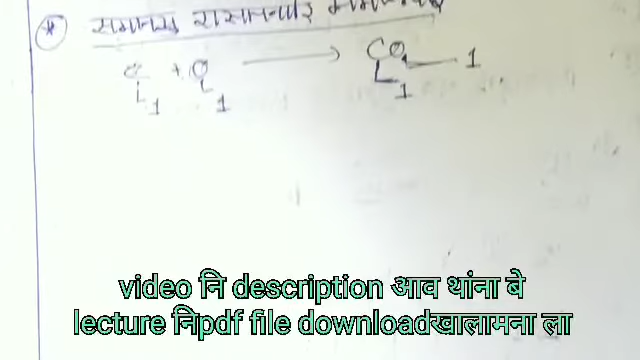 C + O → CO
1 1 1 1
video नि description आव थांना बे
lecture निpdf file downloadखालामना ला